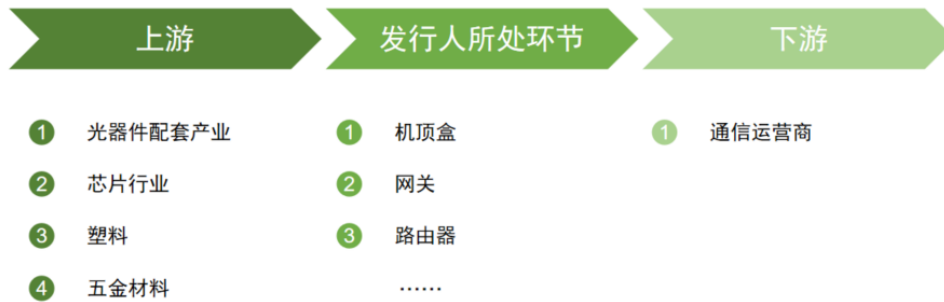 上游
发行人所处环节
下游
1 光器件配套产业
2 芯片行业
3 塑料
4 五金材料
1 机顶盒
2 网关
3 路由器
……
1 通信运营商